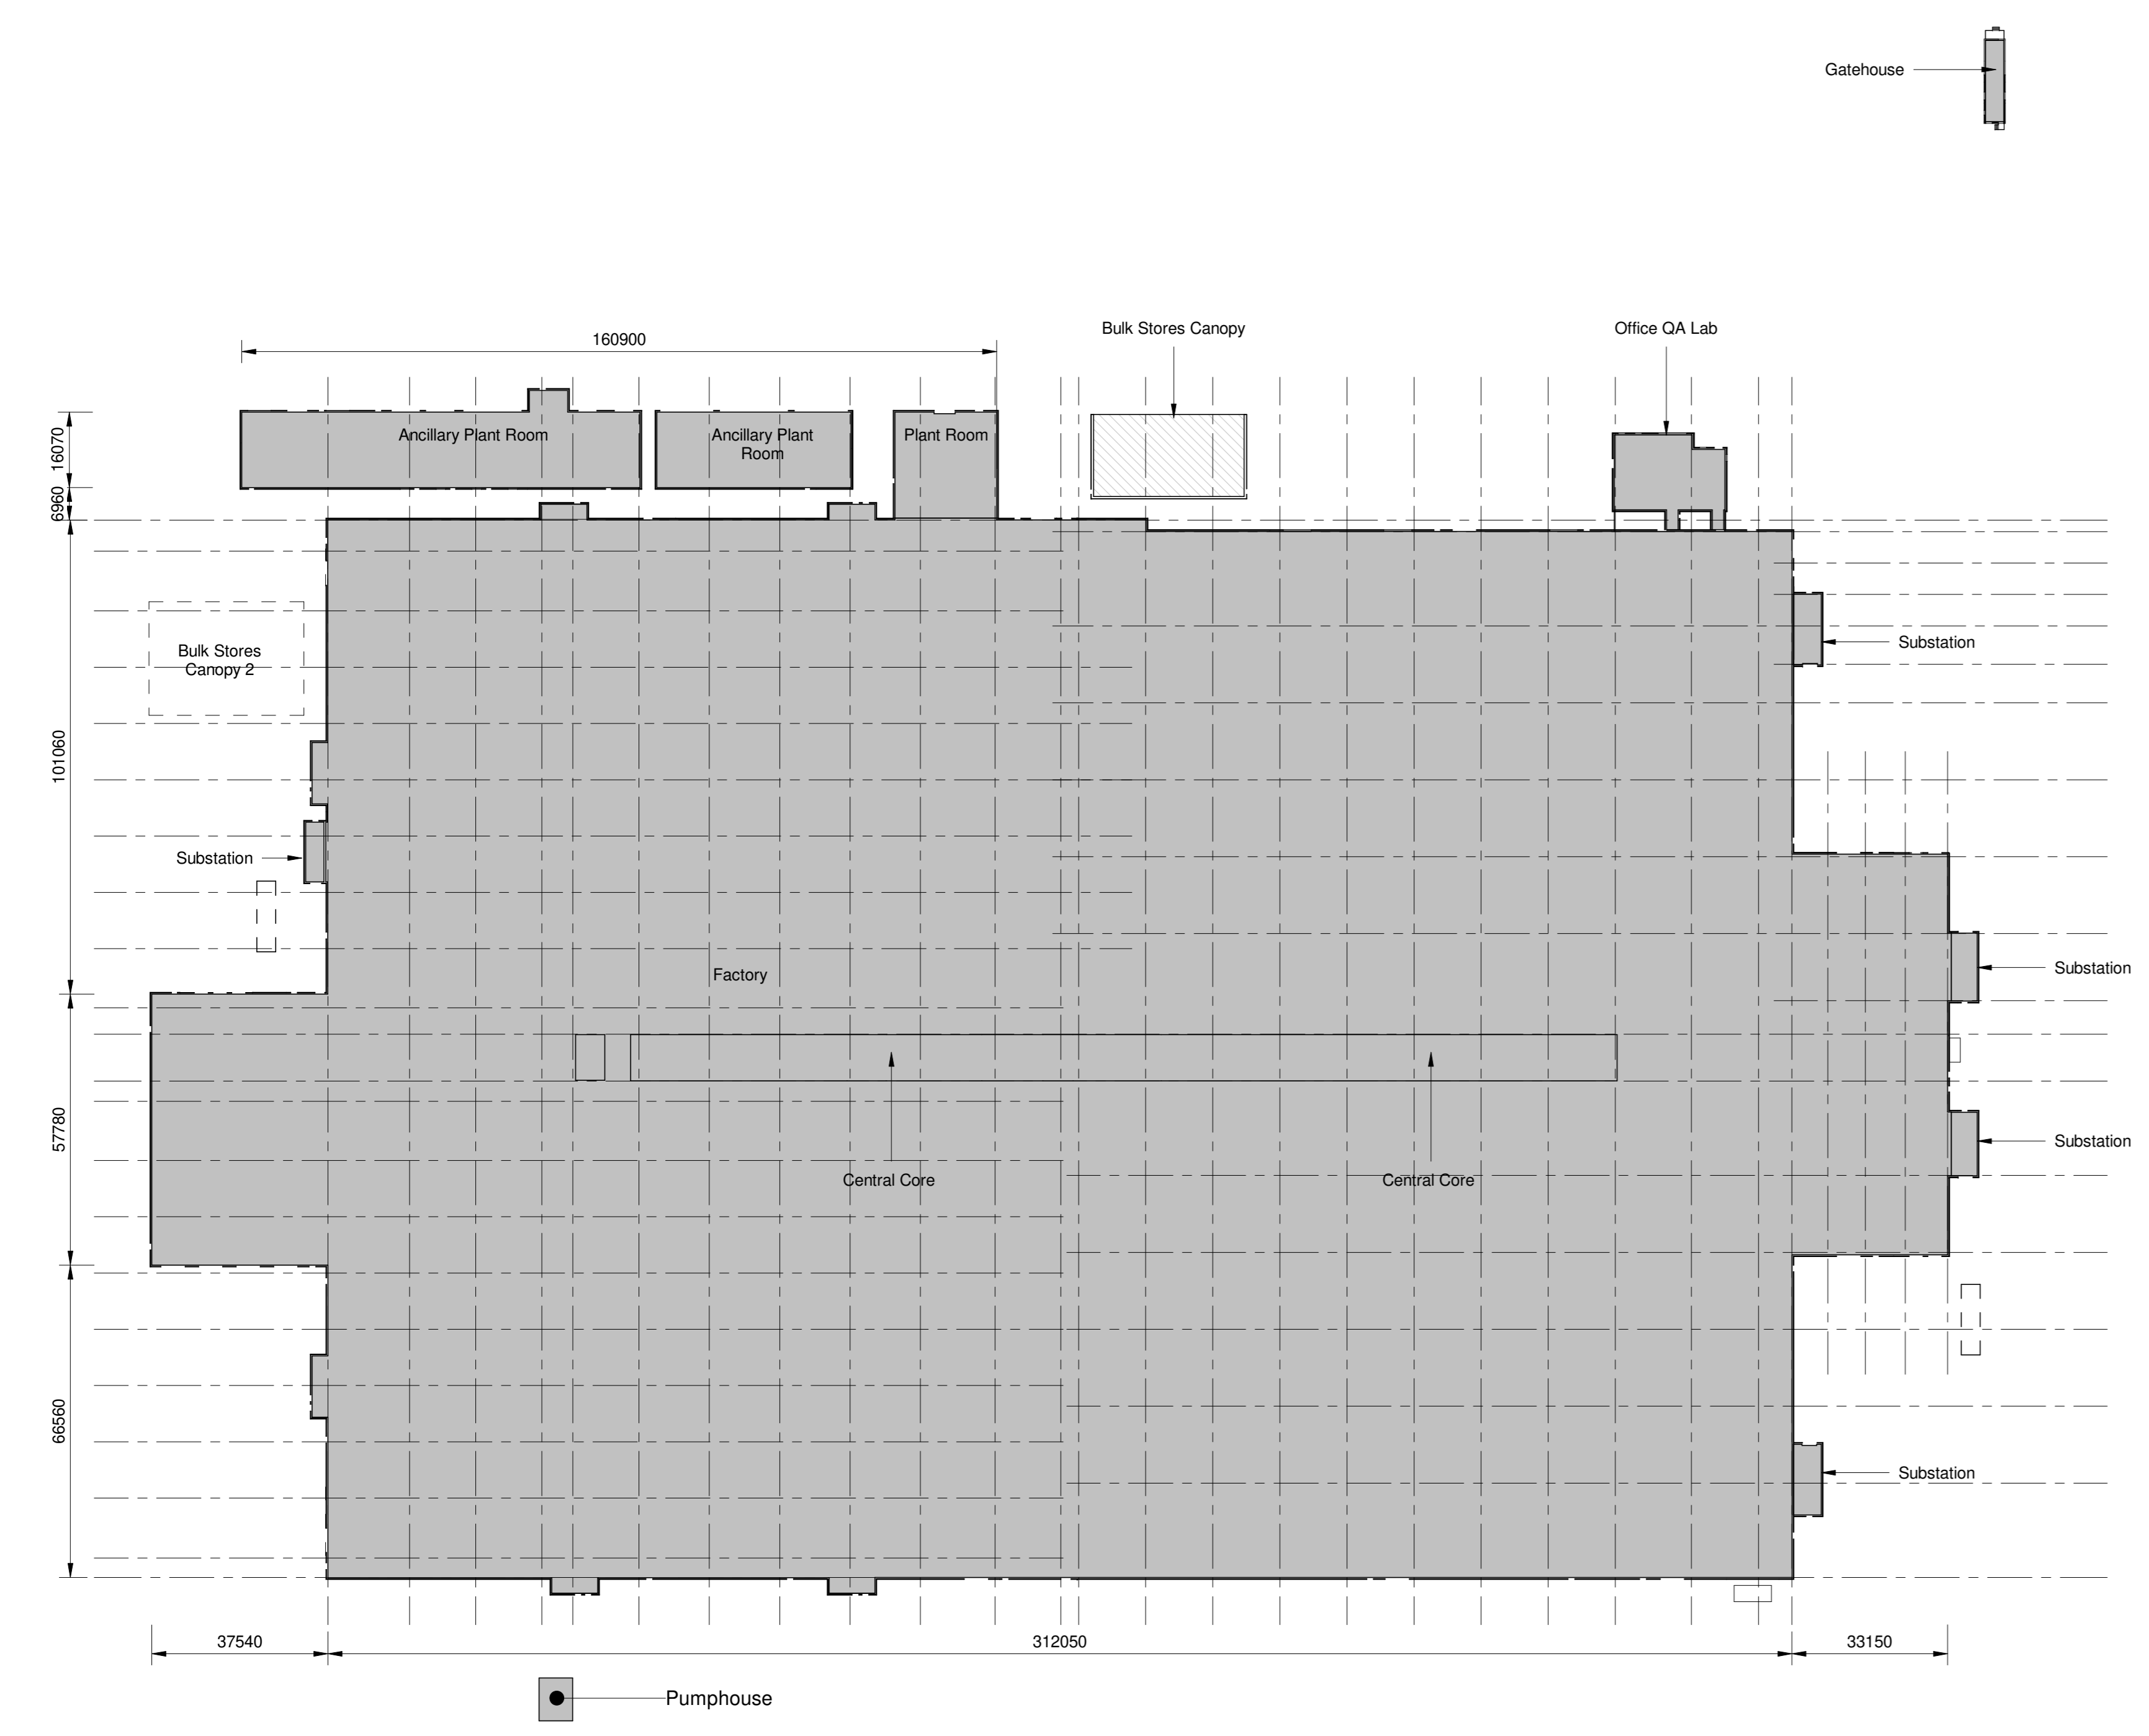 Gatehouse
Bulk Stores Canopy
Office QA Lab
160900
Ancillary Plant Room
Ancillary Plant
Room
Plant Room
16070
6960
Substation
Bulk Stores
Canopy 2
101060
Substation
Factory
Substation
57780
Substation
Central Core
Central Core
66560
Substation
37540
312050
33150
Pumphouse